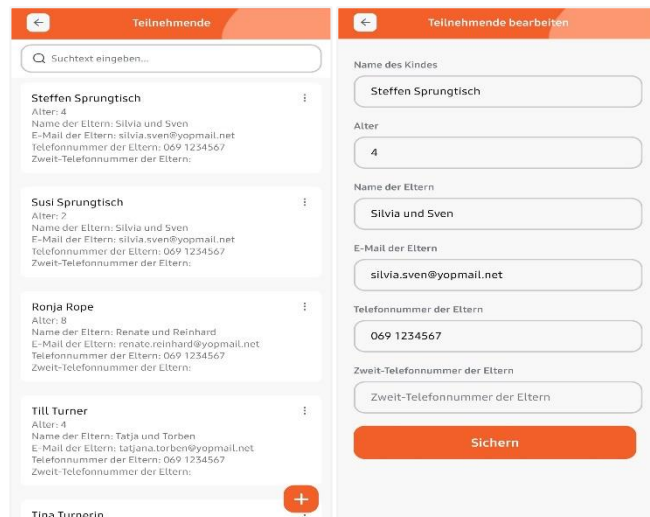 Teilnehmende
Suchtext eingeben...
Steffen Sprungtisch
Alter: 4
Name der Eltern: Silvia und Sven
E-Mail der Eltern: silvia.sven@yopmail.net
Telefonnummer der Eltern: 069 1234567
Zweit-Telefonnummer der Eltern:
Susi Sprungtisch
Alter: 2
Name der Eltern: Silvia und Sven
E-Mail der Eltern: silvia.sven@yopmail.net
Telefonnummer der Eltern: 069 1234567
Zweit-Telefonnummer der Eltern:
Ronja Rope
Alter: 8
Name der Eltern: Renate und Reinhard
E-Mail der Eltern: renate.reinhard@yopmail.net
Telefonnummer der Eltern: 069 1234567
Zweit-Telefonnummer der Eltern:
Till Turner
Alter: 4
Name der Eltern: Tatja und Torben
E-Mail der Eltern: tatjana.torben@yopmail.net
Telefonnummer der Eltern: 069 1234567
Zweit-Telefonnummer der Eltern:
Tina Turnerin
Teilnehmende bearbeiten
Name des Kindes
Steffen Sprungtisch
Alter
4
Name der Eltern
Silvia und Sven
E-Mail der Eltern
silvia.sven@yopmail.net
Telefonnummer der Eltern
069 1234567
Zweit-Telefonnummer der Eltern
Zweit-Telefonnummer der Eltern
Sichern